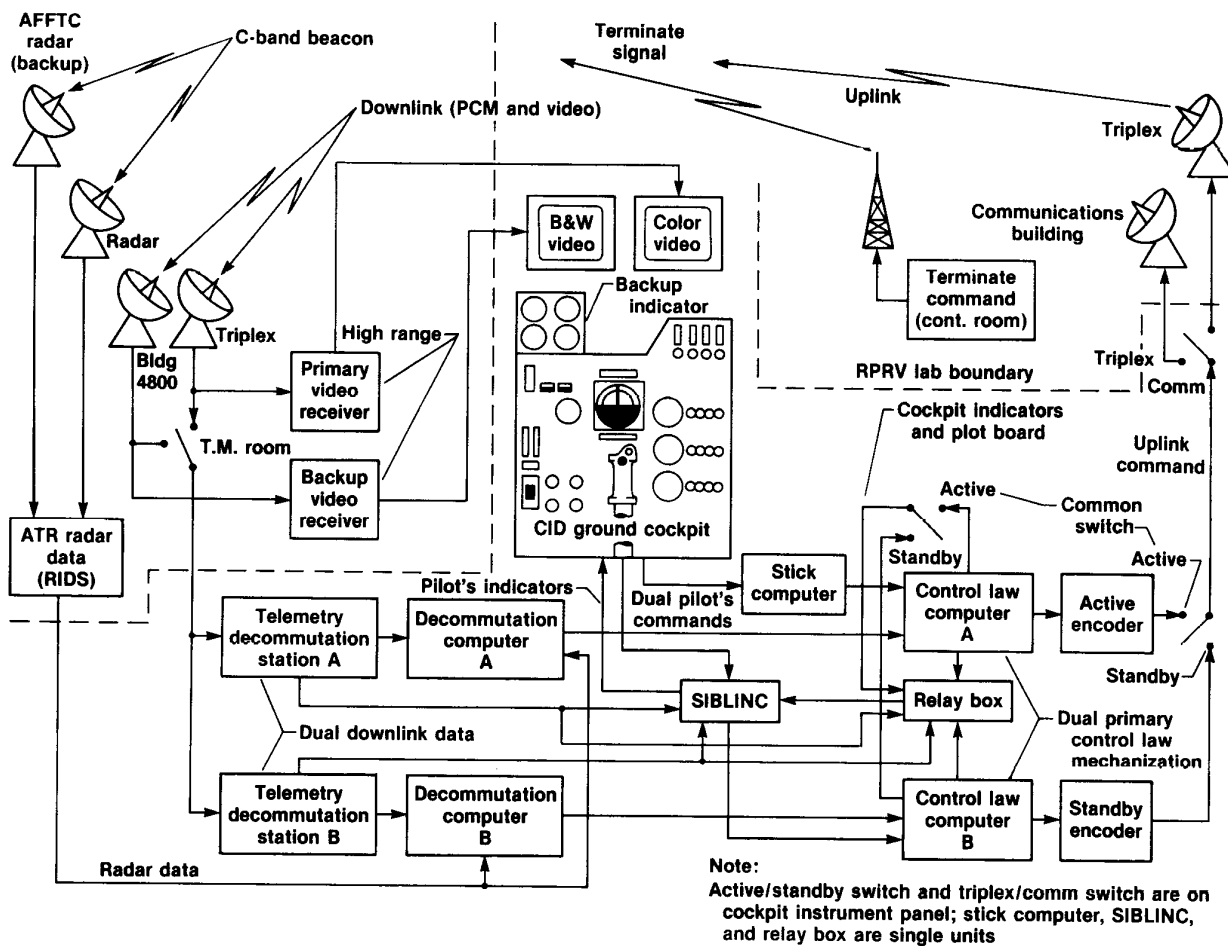 AFFTC
radar
(backup)
C-band beacon
Downlink (PCM and video)
Radar
Bldg
4800
Triplex
High range
Primary
video
receiver
T.M. room
Backup
video
receiver
ATR radar
data
(RIDS)
Terminate
signal
Uplink
Triplex
B&W
video
Color
video
Communications
building
Backup
indicator
Terminate
command
(cont. room)
RPRV lab boundary
Triplex
Comm
Cockpit indicators
and plot board
Uplink
command
CID ground cockpit
Active
Standby
Common
switch
Active
Standby
Pilot's indicators
Dual pilot's
commands
Stick
computer
Control law
computer
A
Active
encoder
Telemetry
decommutation
station A
Decommutation
computer
A
SIBLINC
Relay box
Dual downlink data
Dual primary
control law
mechanization
Telemetry
decommutation
station B
Decommutation
computer
B
Control law
computer
B
Standby
encoder
Radar data
Note:
Active/standby switch and triplex/comm switch are on
cockpit instrument panel; stick computer, SIBLINC,
and relay box are single units